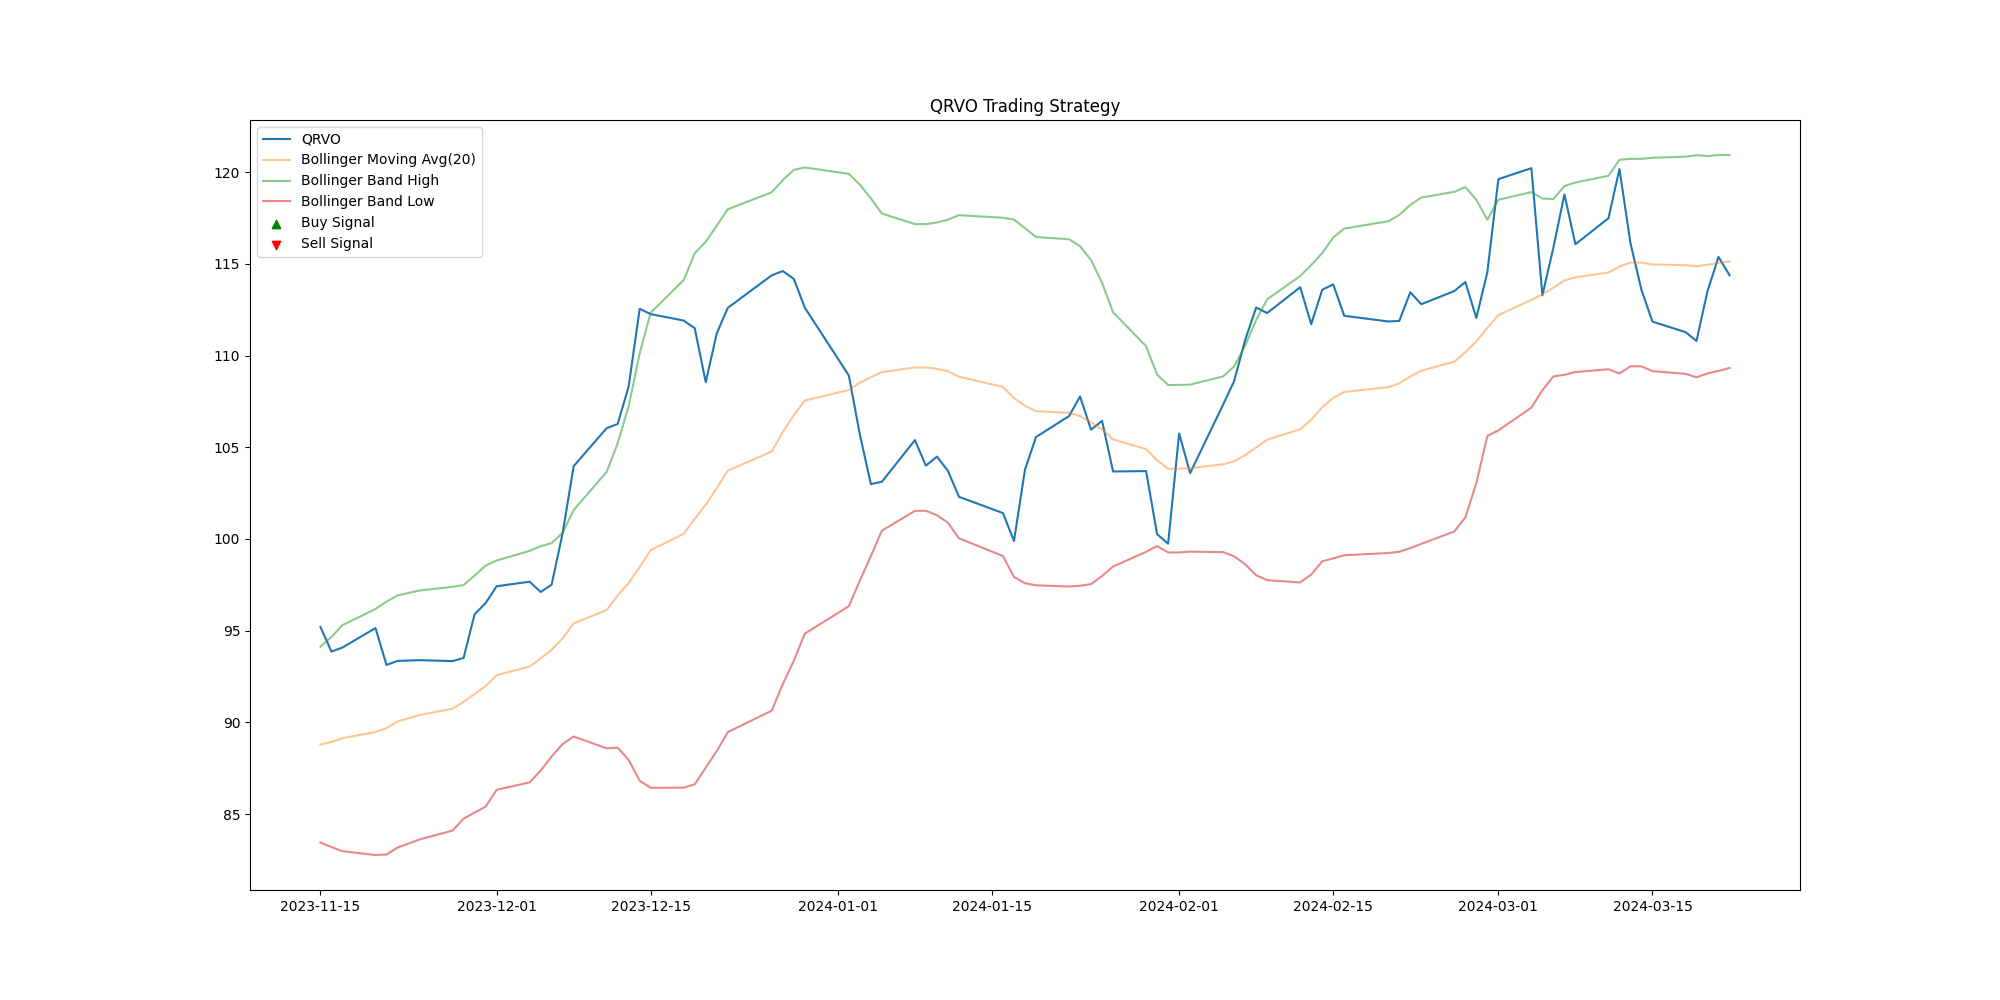 QRVO Trading Strategy
QRVO
Bollinger Moving Avg(20)
Bollinger Band High
Bollinger Band Low
Buy Signal
Sell Signal
120
115
110
105
100
95
90
85
2023-11-15
2023-12-01
2023-12-15
2024-01-01
2024-01-15
2024-02-01
2024-02-15
2024-03-01
2024-03-15